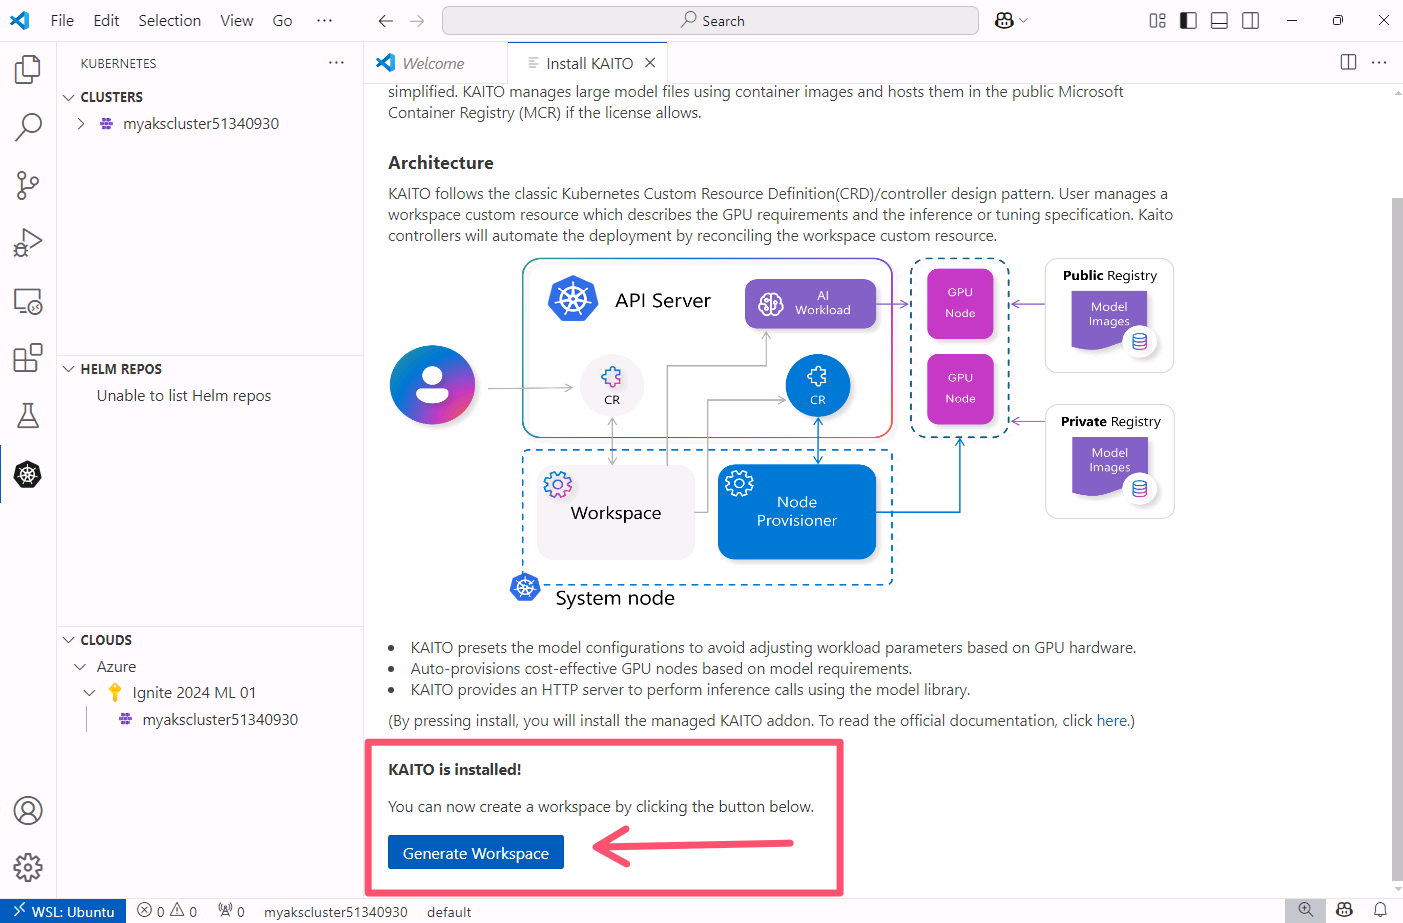 File Edit Selection View Go ···
Search
KUBERNETES
CLUSTERS
myakscluster51340930
HELM REPOS
Unable to list Helm repos
CLOUDS
Azure
Ignite 2024 ML 01
myakscluster51340930
Welcome
Install KAITO
simplified. KAITO manages large model files using container images and hosts them in the public Microsoft
Container Registry (MCR) if the license allows.
Architecture
KAITO follows the classic Kubernetes Custom Resource Definition(CRD)/controller design pattern. User manages a
workspace custom resource which describes the GPU requirements and the inference or tuning specification. Kaito
controllers will automate the deployment by reconciling the workspace custom resource.
API Server
AI
Workload
CR
CR
GPU
Node
GPU
Node
Public Registry
Model
Images
Private Registry
Model
Images
Workspace
Node
Provisioner
System node
• KAITO presets the model configurations to avoid adjusting workload parameters based on GPU hardware.
• Auto-provisions cost-effective GPU nodes based on model requirements.
• KAITO provides an HTTP server to perform inference calls using the model library.
(By pressing install, you will install the managed KAITO addon. To read the official documentation, click here.)
KAITO is installed!
You can now create a workspace by clicking the button below.
Generate Workspace
WSL: Ubuntu 0 0 0 myakscluster51340930 default